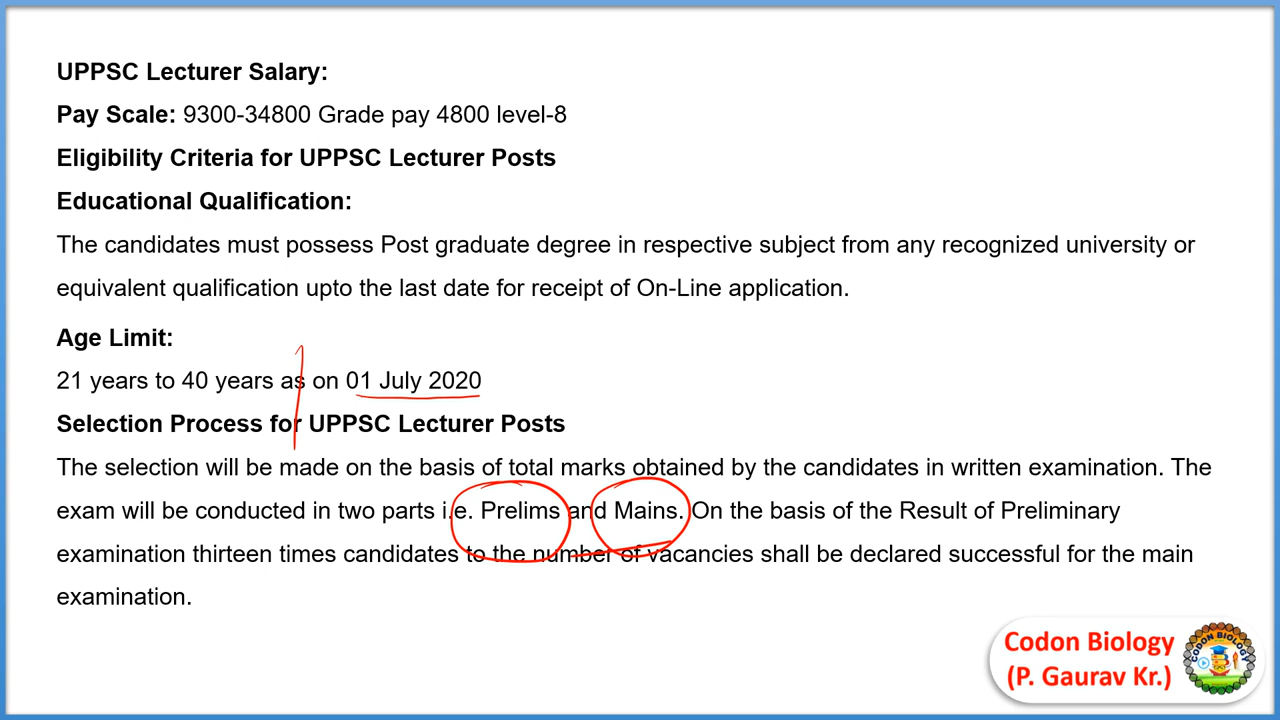 UPPSC Lecturer Salary:
Pay Scale: 9300-34800 Grade pay 4800 level-8
Eligibility Criteria for UPPSC Lecturer Posts
Educational Qualification:
The candidates must possess Post graduate degree in respective subject from any recognized university or
equivalent qualification upto the last date for receipt of On-Line application.
Age Limit:
21 years to 40 years as on 01 July 2020
Selection Process for UPPSC Lecturer Posts
The selection will be made on the basis of total marks obtained by the candidates in written examination. The
exam will be conducted in two parts i.e. Prelims and Mains. On the basis of the Result of Preliminary
examination thirteen times candidates to the number of vacancies shall be declared successful for the main
examination.
Codon Biology
(P. Gaurav Kr.)
CODON BIOLOGY